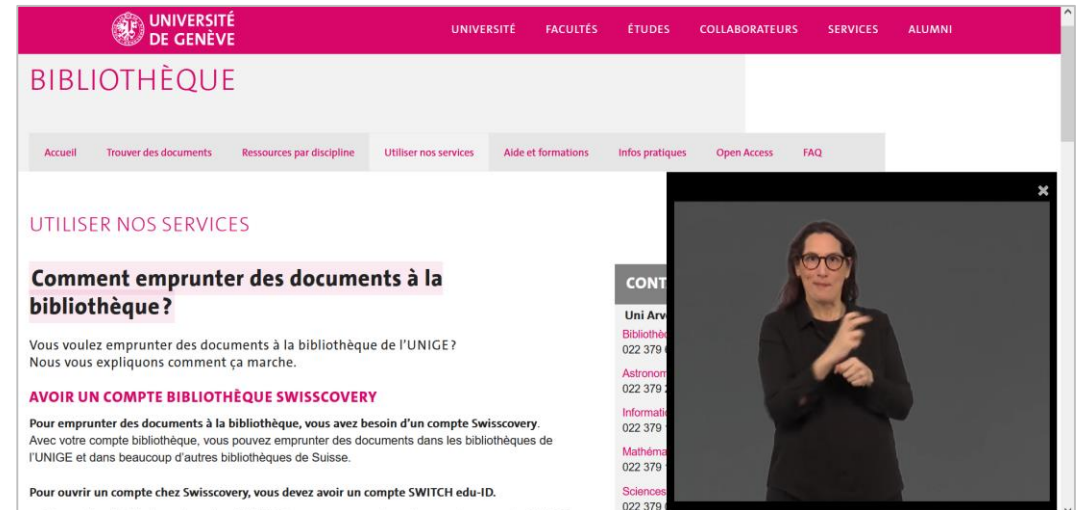 UNIVERSITÉ
DE GENÈVE
UNIVERSITÉ FACULTÉS ÉTUDES COLLABORATEURS SERVICES ALUMNI
BIBLIOTHÈQUE
Accueil Trouver des documents Ressources par discipline Utiliser nos services Aide et formations Infos pratiques Open Access FAQ
UTILISER NOS SERVICES
Comment emprunter des documents à la
bibliothèque?
Vous voulez emprunter des documents à la bibliothèque de l'UNIGE?
Nous vous expliquons comment ça marche.
AVOIR UN COMPTE BIBLIOTHÈQUE SWISSCOVERY
Pour emprunter des documents à la bibliothèque, vous avez besoin d'un compte Swisscovery.
Avec votre compte bibliothèque, vous pouvez emprunter des documents dans les bibliothèques de
l'UNIGE et dans beaucoup d'autres bibliothèques de Suisse.
Pour ouvrir un compte chez Swisscovery, vous devez avoir un compte SWITCH edu-ID.
CONT
Uni Arv
Biblioth
022 379
Astronom
022 379
Informati
022 379
Mathéma
022 379
Sciences
022 379